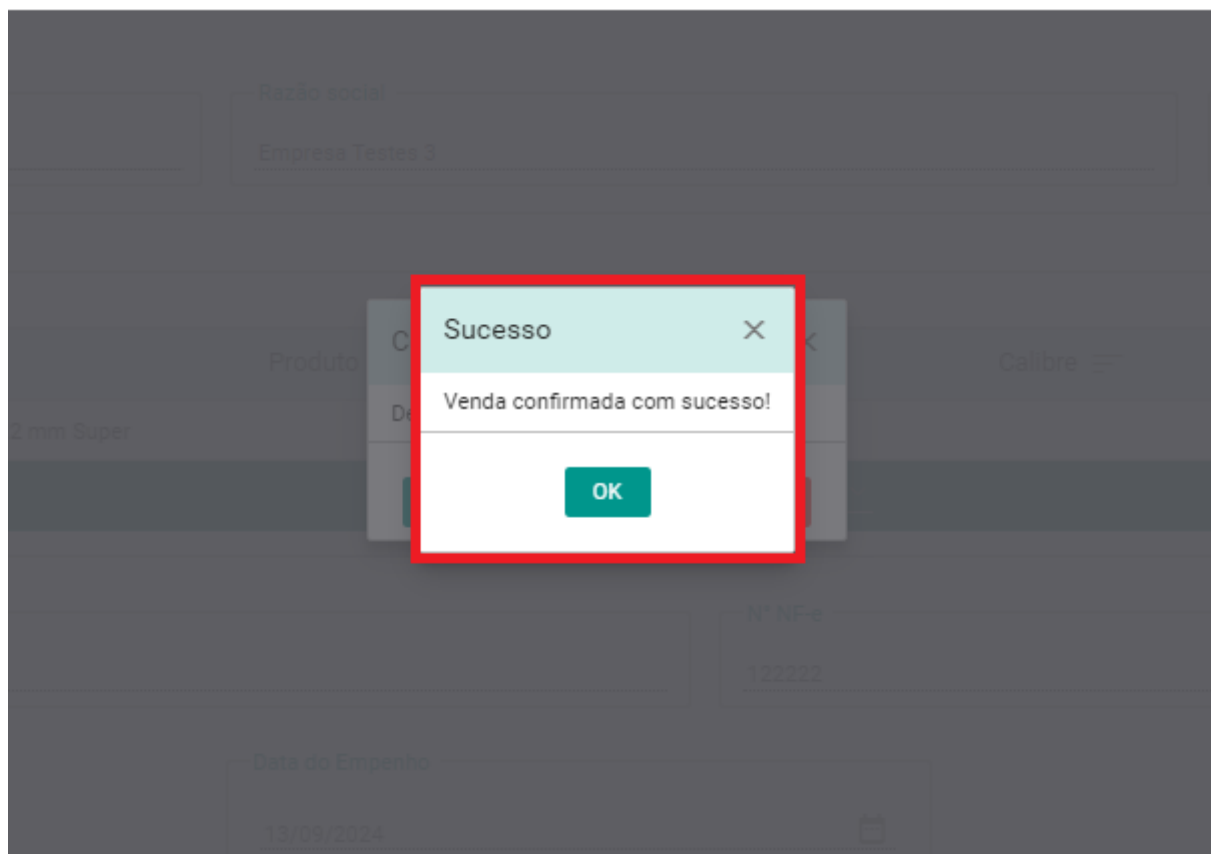 Razão social
Empresa Testes 3
Sucesso
Produto
Calibre
Venda confirmada com sucesso!
De
2 mm Super
OK
Nº NF-e
122222
Data do Empenho
13/09/2024